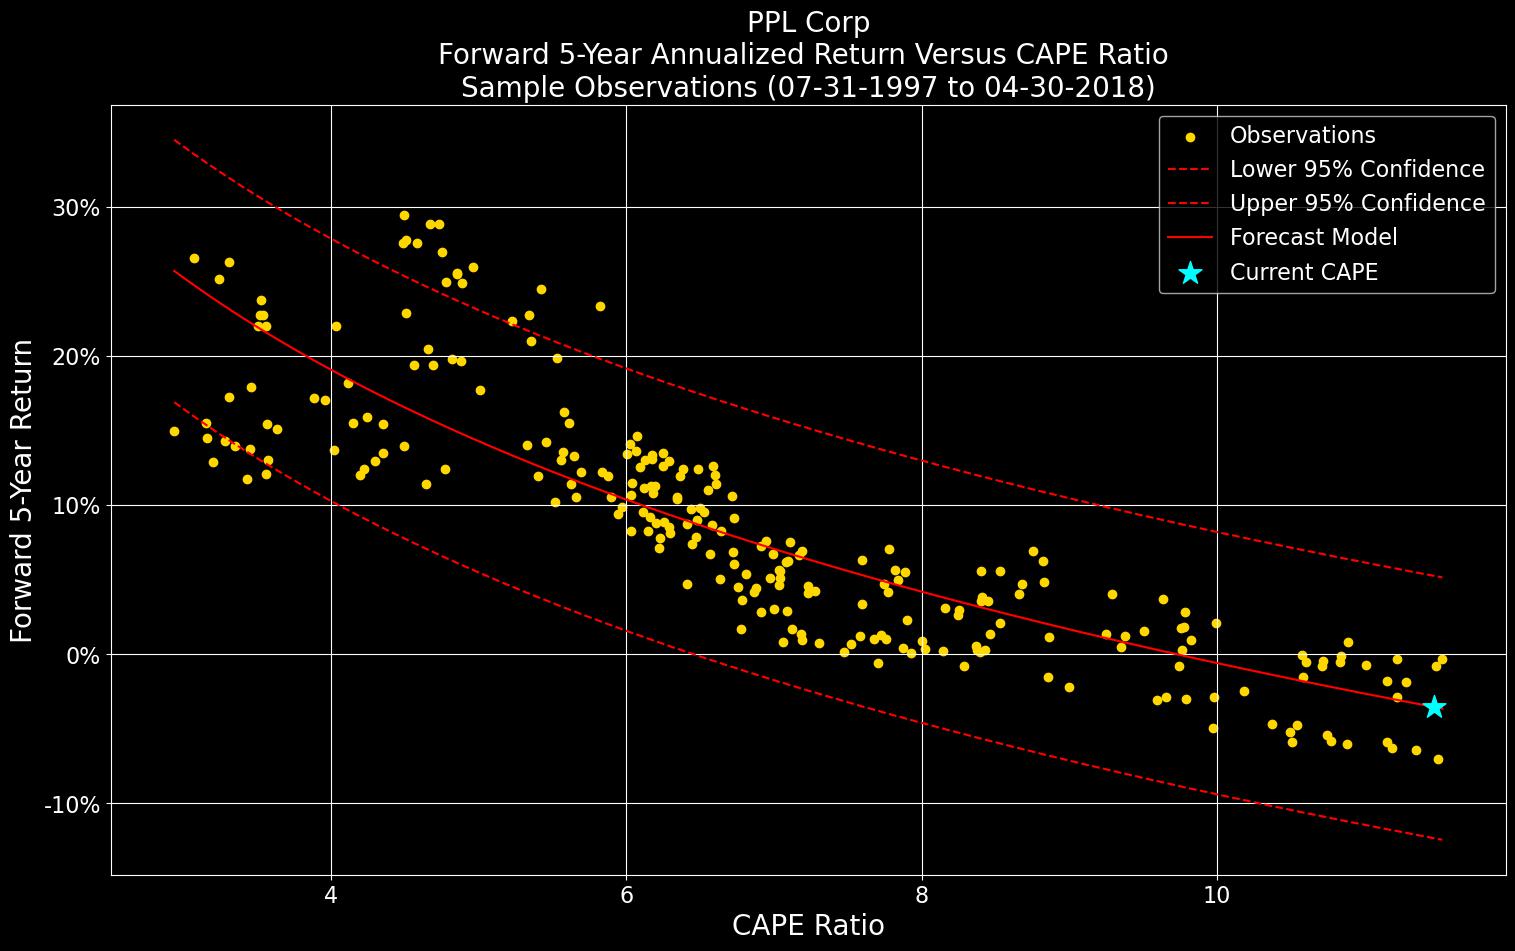 PPL Corp
Forward 5-Year Annualized Return Versus CAPE Ratio
Sample Observations (07-31-1997 to 04-30-2018)
Observations
Lower 95% Confidence
Upper 95% Confidence
Forecast Model
Current CAPE
Forward 5-Year Return
30%
20%
10%
0%
-10%
4 6 8 10
CAPE Ratio